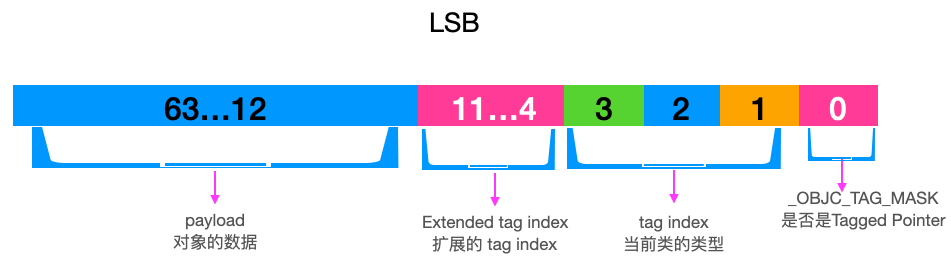 LSB
63...12 11...4 3 2 1 0
payload
对象的数据
Extended tag index
扩展的 tag index
tag index
当前类的类型
_OBJC_TAG_MASK
是否是Tagged Pointer